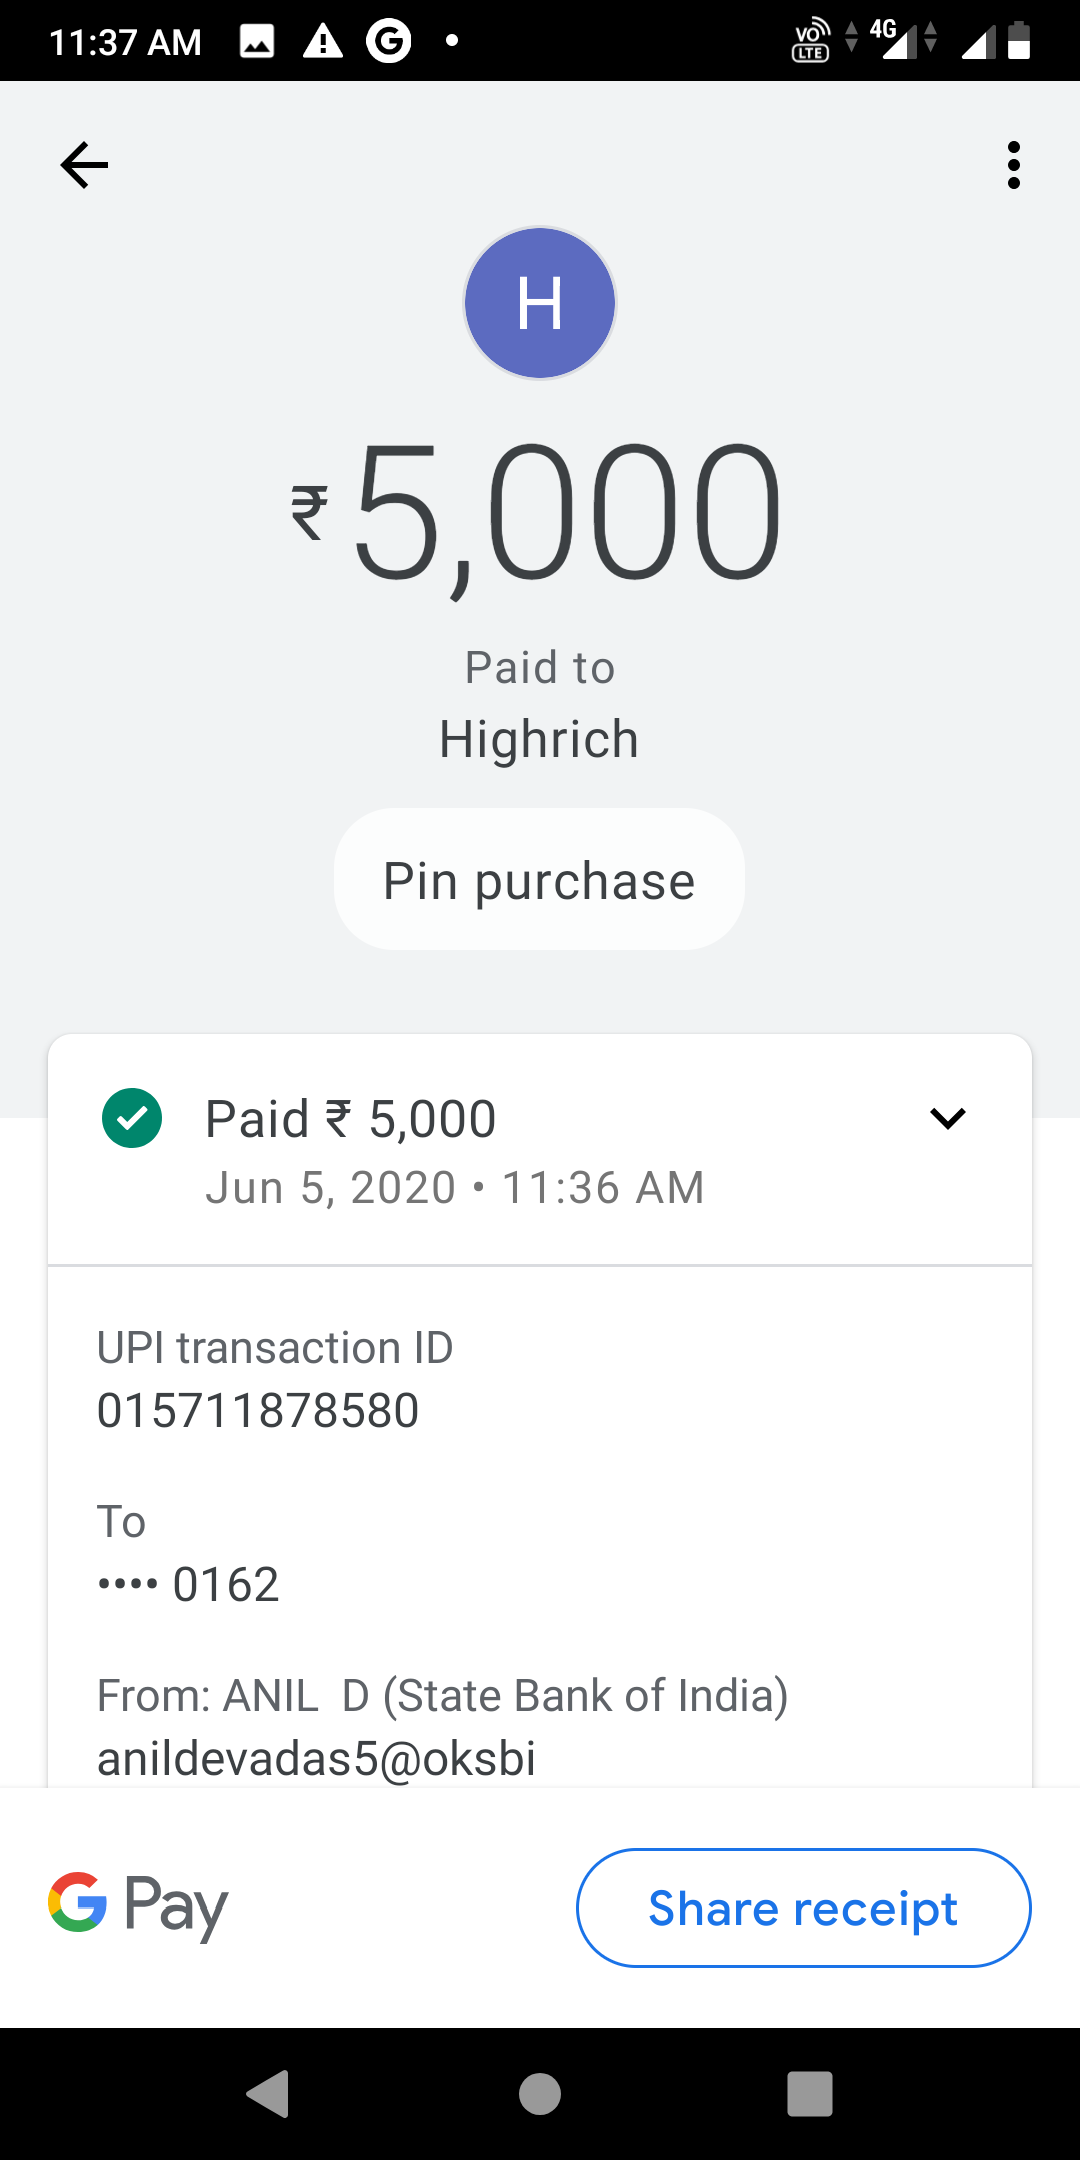 11:37 AM
VO LTE 4G
H
₹5,000
Paid to
Highrich
Pin purchase
Paid ₹ 5,000
Jun 5, 2020 • 11:36 AM
UPI transaction ID
015711878580
To
•••• 0162
From: ANIL  D (State Bank of India)
anildevadas5@oksbi
G Pay
Share receipt